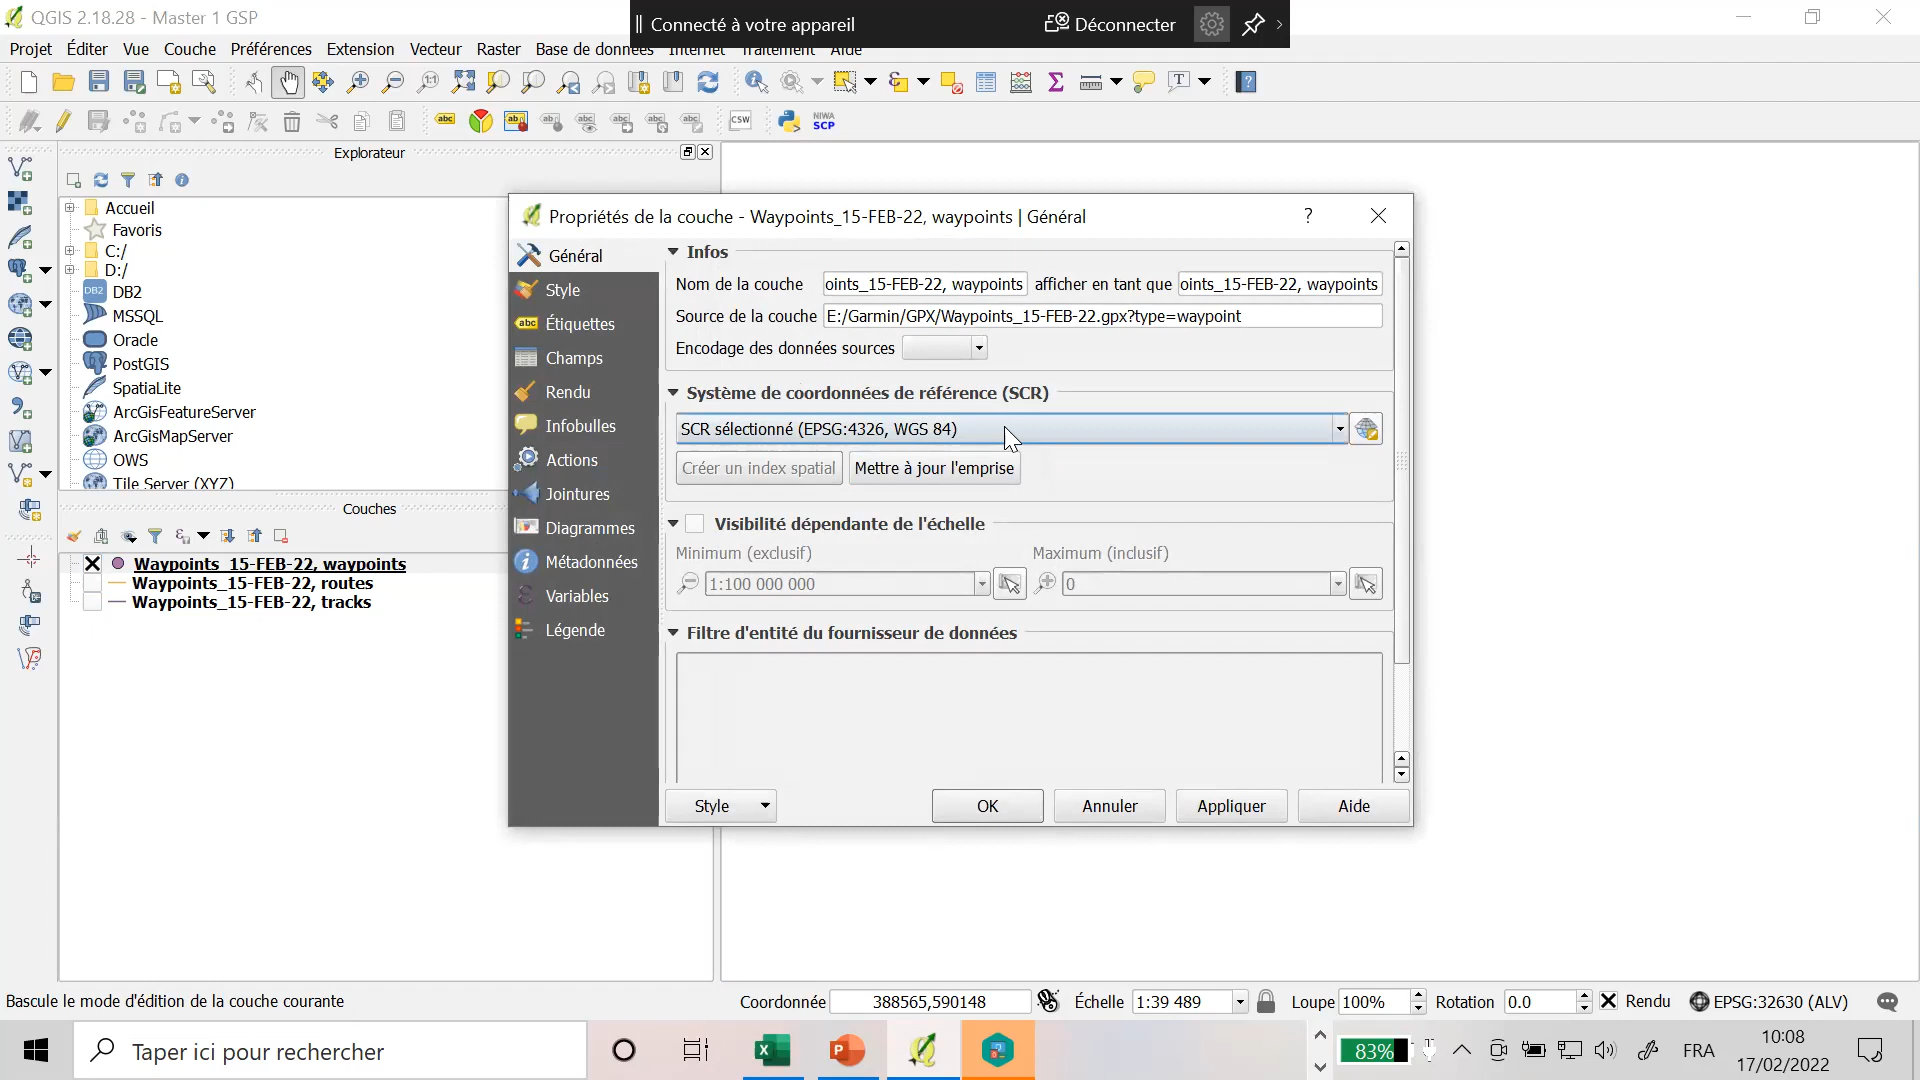 QGIS 2.18.28 - Master 1 GSP
Connecté à votre appareil
Déconnecter
Projet Éditer Vue Couche Préférences Extension Vecteur Raster Base de données Internet Traitement Aide
CSW
NIWA SCP
Explorateur
Accueil
Favoris
C:/
D:/
DB2
MSSQL
Oracle
PostGIS
SpatiaLite
ArcGisFeatureServer
ArcGisMapServer
OWS
Tile Server (XYZ)
Couches
Waypoints_15-FEB-22, waypoints
Waypoints_15-FEB-22, routes
Waypoints_15-FEB-22, tracks
Propriétés de la couche - Waypoints_15-FEB-22, waypoints | Général
?
Général
Style
Étiquettes
Champs
Rendu
Infobulles
Actions
Jointures
Diagrammes
Métadonnées
Variables
Légende
Infos
Nom de la couche oints_15-FEB-22, waypoints afficher en tant que oints_15-FEB-22, waypoints
Source de la couche E:/Garmin/GPX/Waypoints_15-FEB-22.gpx?type=waypoint
Encodage des données sources
Système de coordonnées de référence (SCR)
SCR sélectionné (EPSG:4326, WGS 84)
Créer un index spatial Mettre à jour l'emprise
Visibilité dépendante de l'échelle
Minimum (exclusif) Maximum (inclusif)
1:100 000 000 0
Filtre d'entité du fournisseur de données
Style OK Annuler Appliquer Aide
Bascule le mode d'édition de la couche courante
Coordonnée 388565,590148 Échelle 1:39 489 Loupe 100% Rotation 0.0 Rendu EPSG:32630 (ALV)
Taper ici pour rechercher
83%
FRA
10:08
17/02/2022